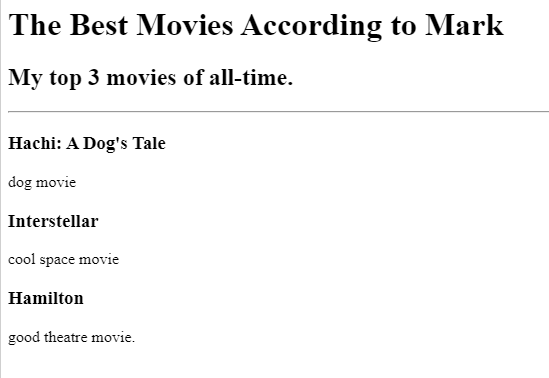 The Best Movies According to Mark
My top 3 movies of all-time.
Hachi: A Dog's Tale
dog movie
Interstellar
cool space movie
Hamilton
good theatre movie.